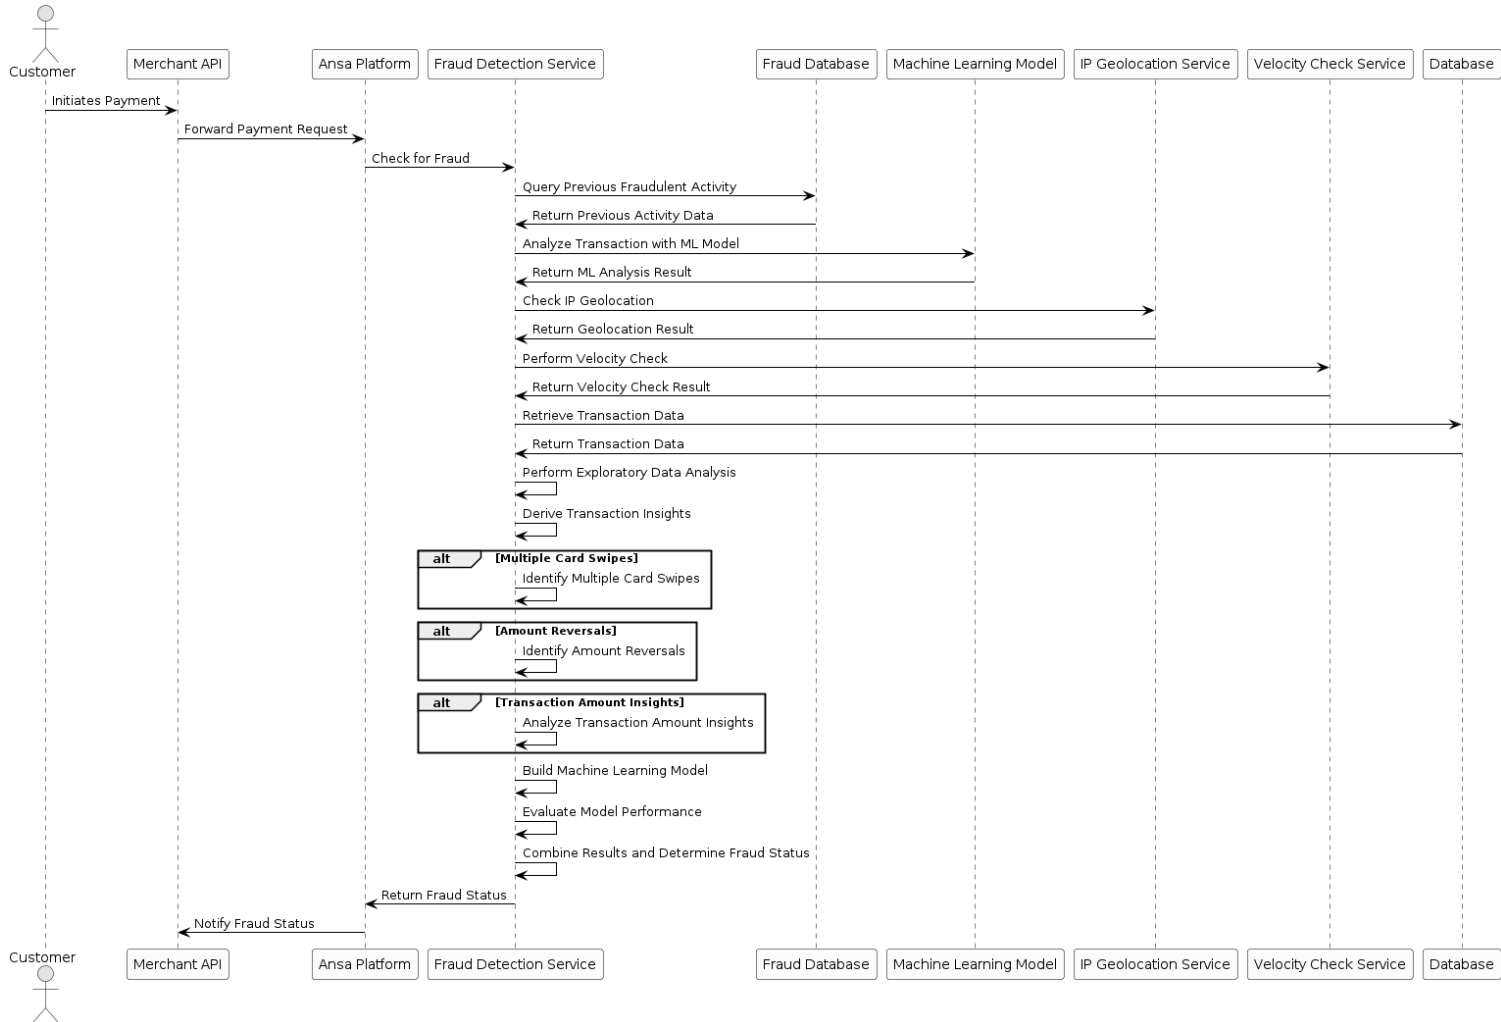 Customer
Merchant API
Ansa Platform
Fraud Detection Service
Fraud Database
Machine Learning Model
IP Geolocation Service
Velocity Check Service
Database
Initiates Payment
Forward Payment Request
Check for Fraud
Query Previous Fraudulent Activity
Return Previous Activity Data
Analyze Transaction with ML Model
Return ML Analysis Result
Check IP Geolocation
Return Geolocation Result
Perform Velocity Check
Return Velocity Check Result
Retrieve Transaction Data
Return Transaction Data
Perform Exploratory Data Analysis
Derive Transaction Insights
alt [Multiple Card Swipes]
Identify Multiple Card Swipes
alt [Amount Reversals]
Identify Amount Reversals
alt [Transaction Amount Insights]
Analyze Transaction Amount Insights
Build Machine Learning Model
Evaluate Model Performance
Combine Results and Determine Fraud Status
Return Fraud Status
Notify Fraud Status
Customer
Merchant API
Ansa Platform
Fraud Detection Service
Fraud Database
Machine Learning Model
IP Geolocation Service
Velocity Check Service
Database